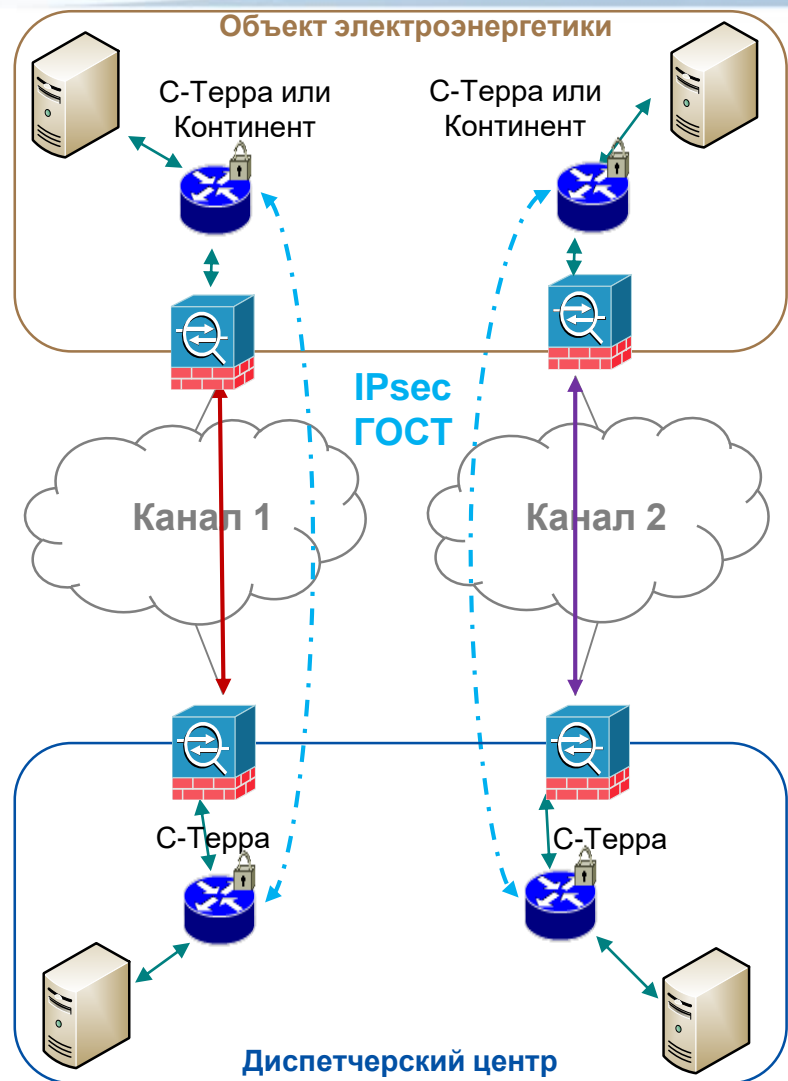 Объект электроэнергетики
С-Терра или
Континент
С-Терра или
Континент
IPsec
ГОСТ
Канал 1
Канал 2
С-Терра
С-Терра
Диспетчерский центр